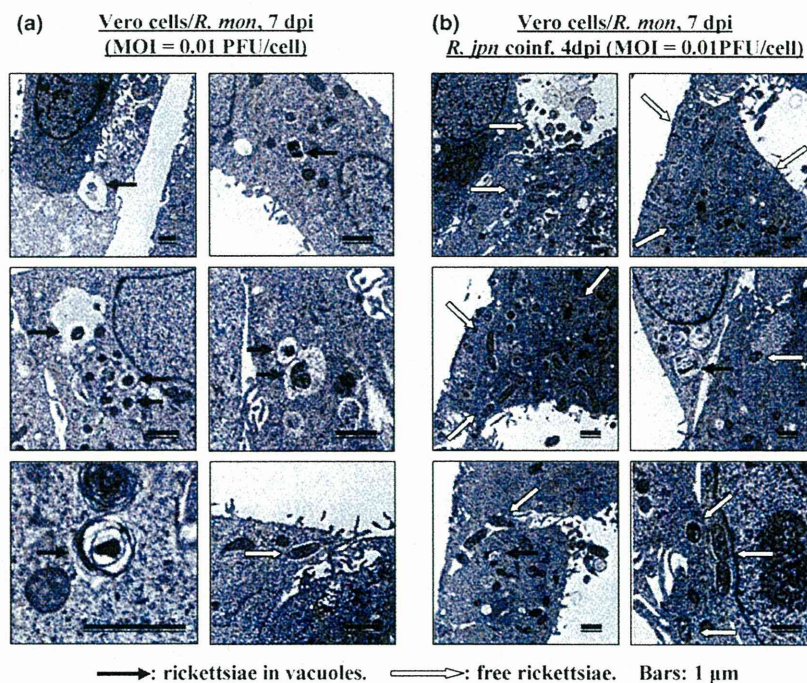 (a) Vero cells/R. mon, 7 dpi
(MOI = 0.01 PFU/cell)
(b) Vero cells/R. mon, 7 dpi
R. jpn coinf. 4dpi (MOI = 0.01PFU/cell)
: rickettsiae in vacuoles. : free rickettsiae. Bars: 1 µm